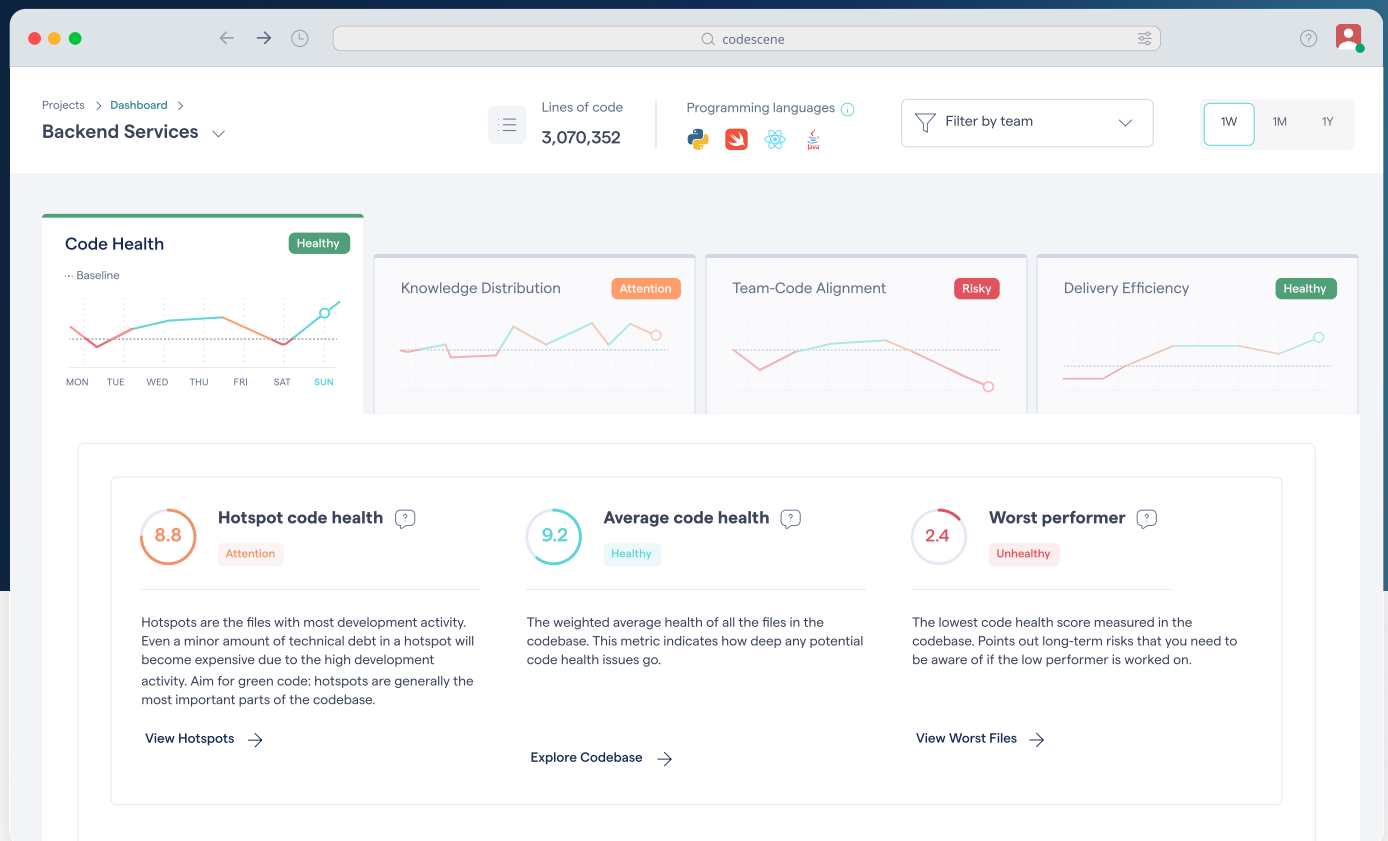 codescene
?
Projects > Dashboard >
Backend Services
Lines of code
3,070,352
Programming languages
Java
Filter by team
1W
1M
1Y
Code Health
Healthy
Baseline
MON TUE WED THU FRI SAT SUN
Knowledge Distribution
Attention
Team-Code Alignment
Risky
Delivery Efficiency
Healthy
8.8
Hotspot code health
?
Attention
Hotspots are the files with most development activity.
Even a minor amount of technical debt in a hotspot will
become expensive due to the high development
activity. Aim for green code: hotspots are generally the
most important parts of the codebase.
View Hotspots
9.2
Average code health
?
Healthy
The weighted average health of all the files in the
codebase. This metric indicates how deep any potential
code health issues go.
Explore Codebase
2.4
Worst performer
?
Unhealthy
The lowest code health score measured in the
codebase. Points out long-term risks that you need to
be aware of if the low performer is worked on.
View Worst Files